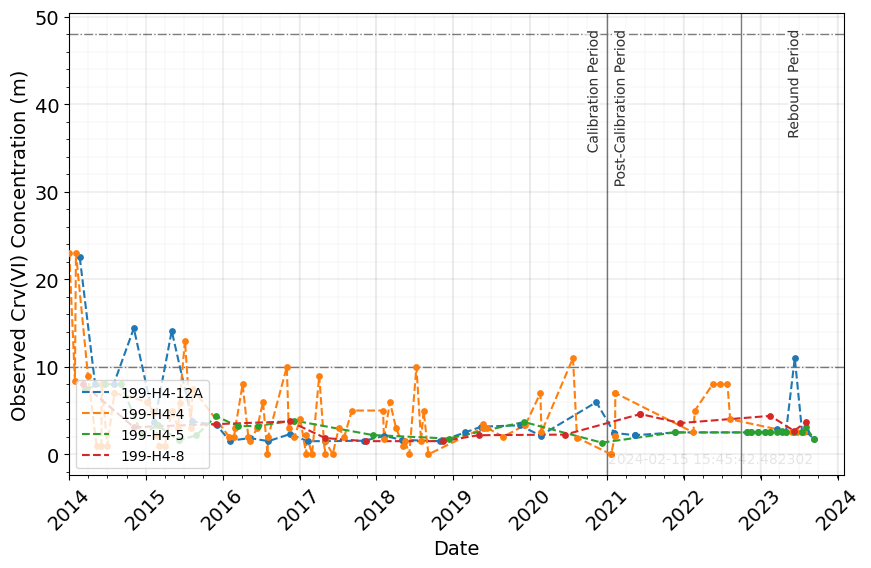 50
40
30
20
10
0
Observed Crv(VI) Concentration (m)
Calibration Period
Post-Calibration Period
Rebound Period
199-H4-12A
199-H4-4
199-H4-5
199-H4-8
2024-02-15 15:45:42.48230
2014
2015
2016
2017
2018
2019
2020
2021
2022
2023
2024
Date